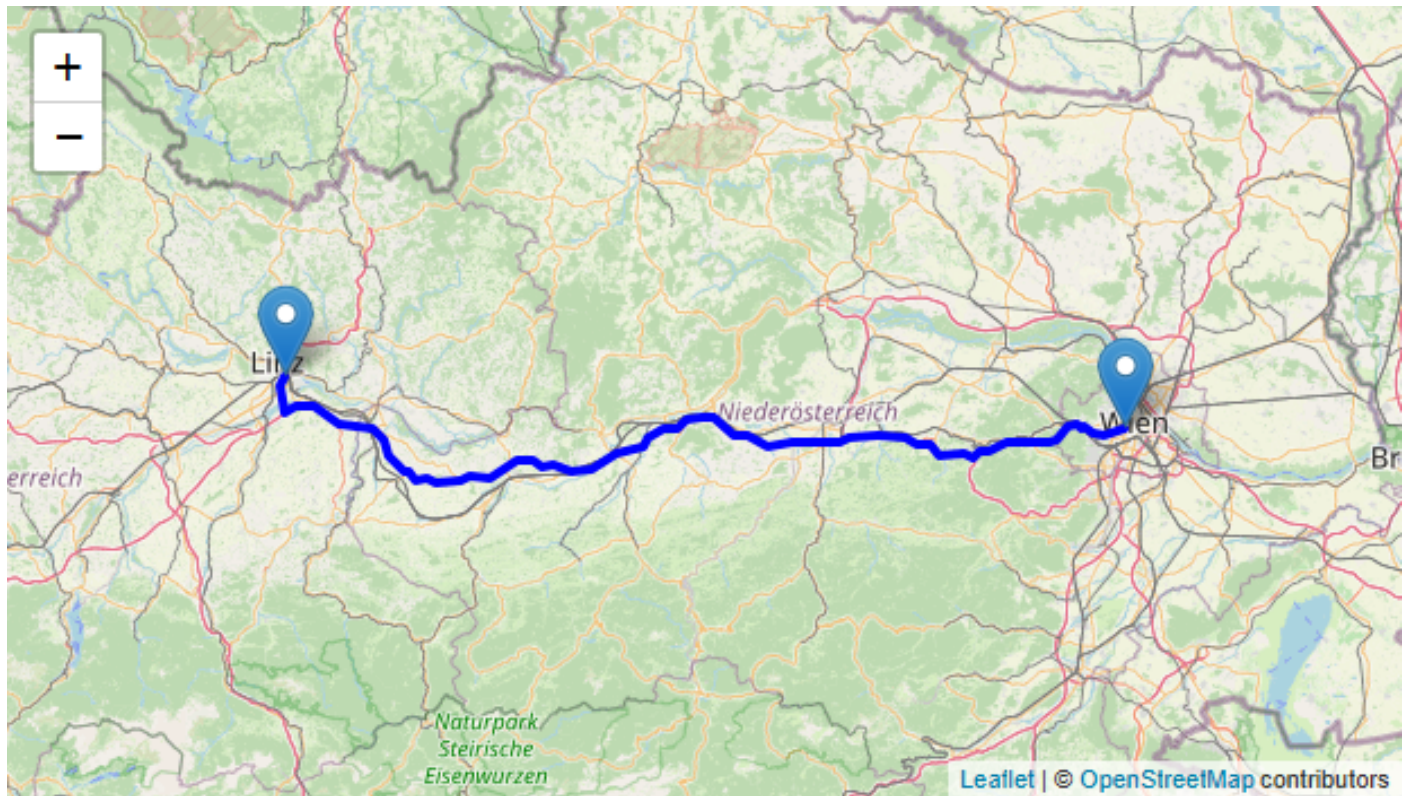 +
−
Linz
Niederösterreich
Wien
erreich
Br
Naturpark
Steirische
Eisenwurzen
Leaflet | © OpenStreetMap contributors